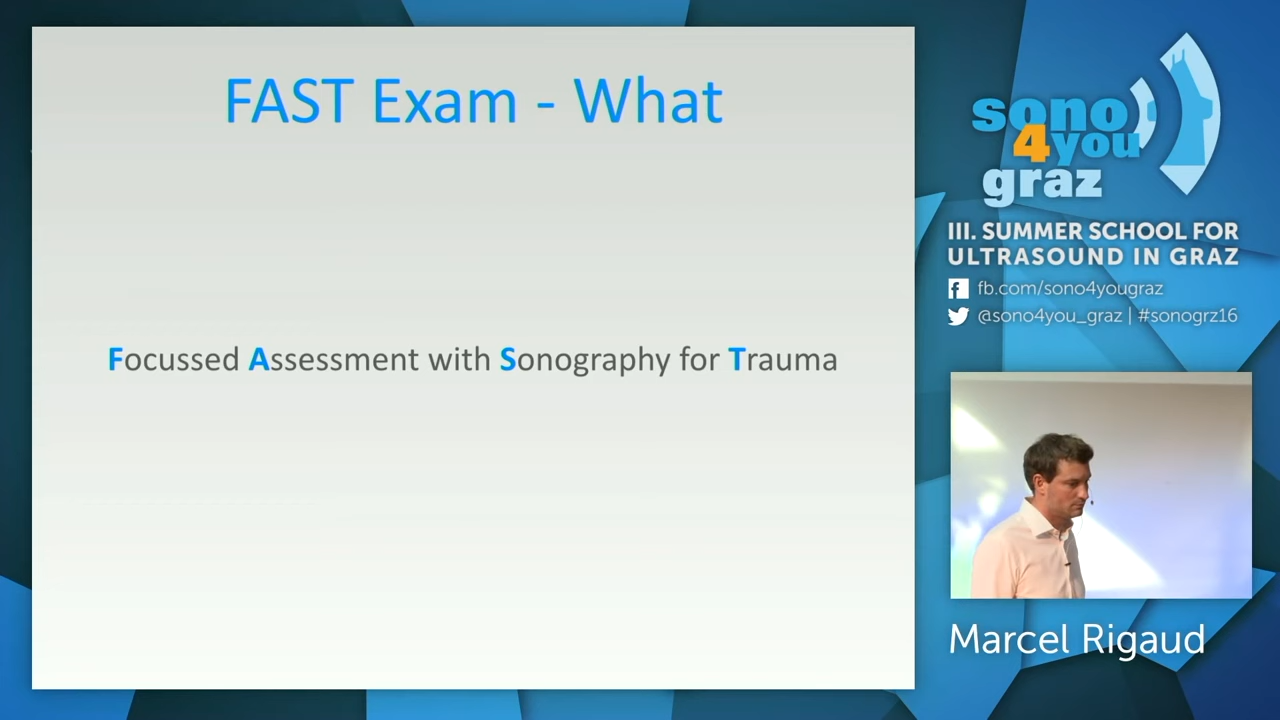 FAST Exam - What
Focussed Assessment with Sonography for Trauma
sono
4you
graz
III. SUMMER SCHOOL FOR
ULTRASOUND IN GRAZ
fb.com/sono4yougraz
@sono4you_graz | #sonogrz16
Marcel Rigaud